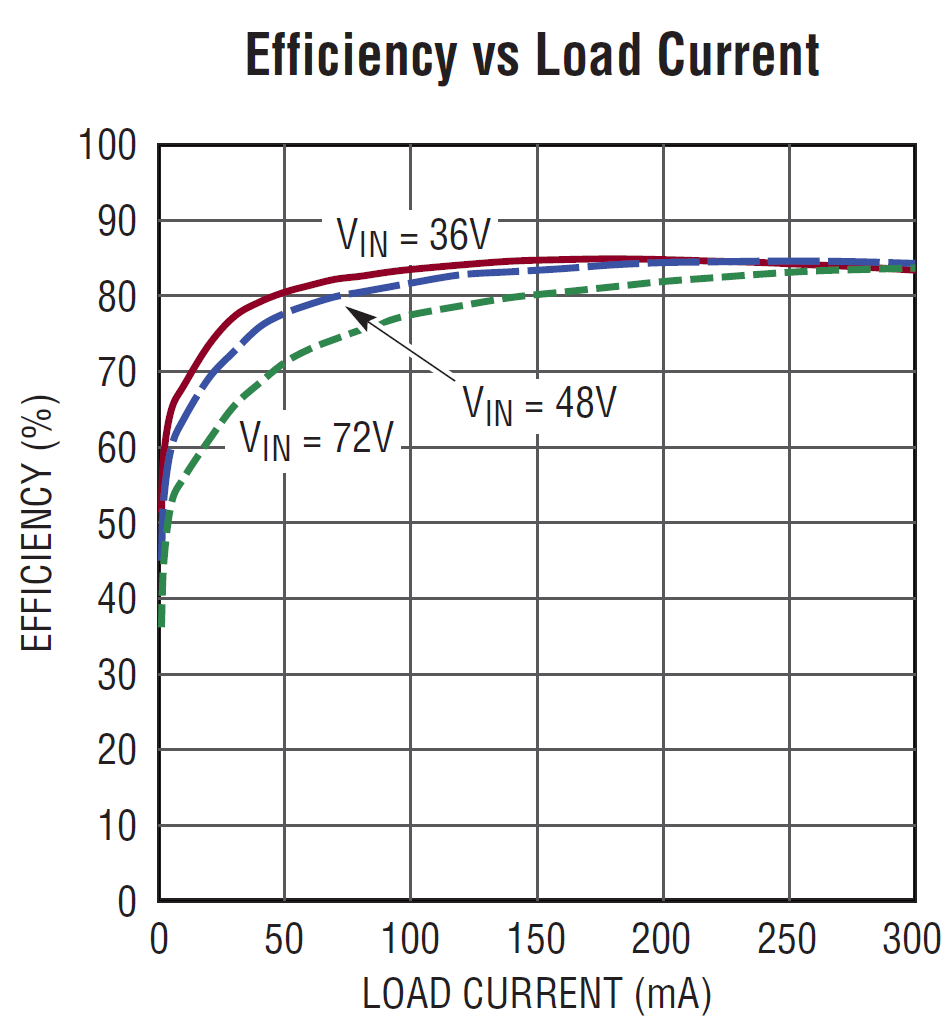 Efficiency vs Load Current
100
90
80
70
60
50
40
30
20
10
0
EFFICIENCY (%)
VIN = 36V
VIN = 48V
VIN = 72V
0 50 100 150 200 250 300
LOAD CURRENT (mA)